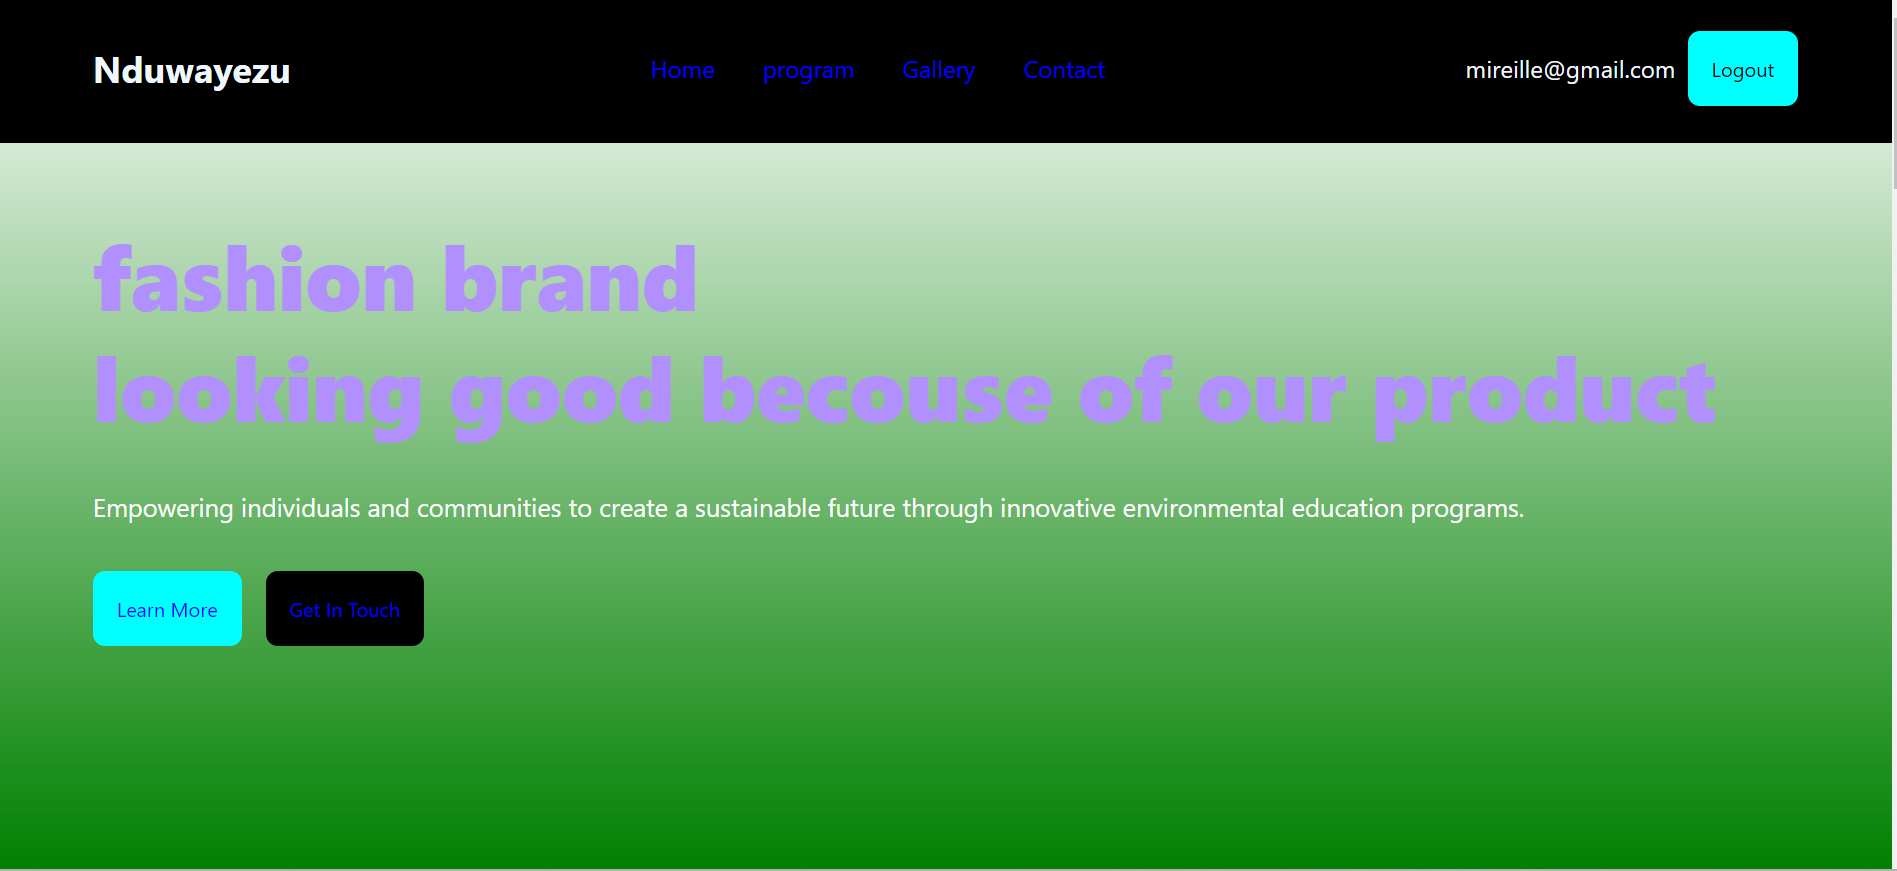 Nduwayezu
Home program Gallery Contact
mireille@gmail.com Logout
fashion brand
looking good becouse of our product
Empowering individuals and communities to create a sustainable future through innovative environmental education programs.
Learn More Get In Touch